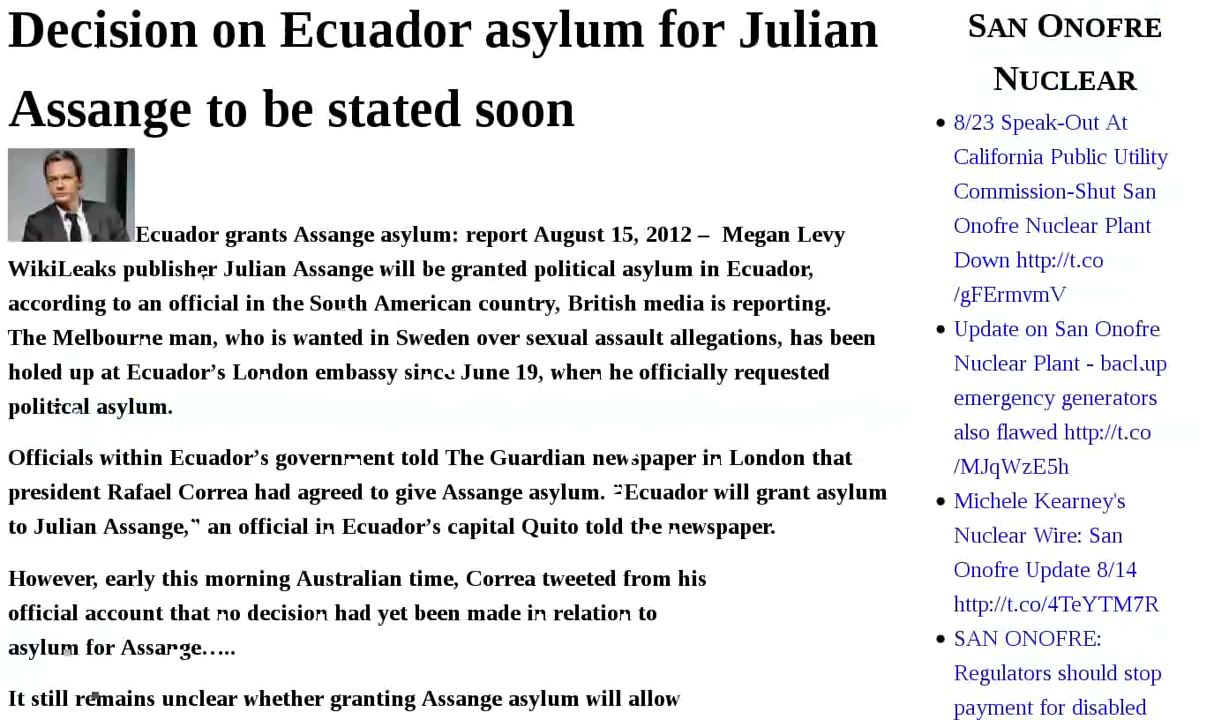 Decision on Ecuador asylum for Julian
Assange to be stated soon
Ecuador grants Assange asylum: report August 15, 2012 – Megan Levy
WikiLeaks publisher Julian Assange will be granted political asylum in Ecuador,
according to an official in the South American country, British media is reporting.
The Melbourne man, who is wanted in Sweden over sexual assault allegations, has been
holed up at Ecuador’s London embassy since June 19, when he officially requested
political asylum.
Officials within Ecuador’s government told The Guardian newspaper in London that
president Rafael Correa had agreed to give Assange asylum. “Ecuador will grant asylum
to Julian Assange,” an official in Ecuador’s capital Quito told the newspaper.
However, early this morning Australian time, Correa tweeted from his
official account that no decision had yet been made in relation to
asylum for Assange…..
It still remains unclear whether granting Assange asylum will allow
SAN ONOFRE
NUCLEAR
8/23 Speak-Out At
California Public Utility
Commission-Shut San
Onofre Nuclear Plant
Down http://t.co
/gFErmvmV
Update on San Onofre
Nuclear Plant - backup
emergency generators
also flawed http://t.co
/MJqWzE5h
Michele Kearney's
Nuclear Wire: San
Onofre Update 8/14
http://t.co/4TeYTM7R
SAN ONOFRE:
Regulators should stop
payment for disabled